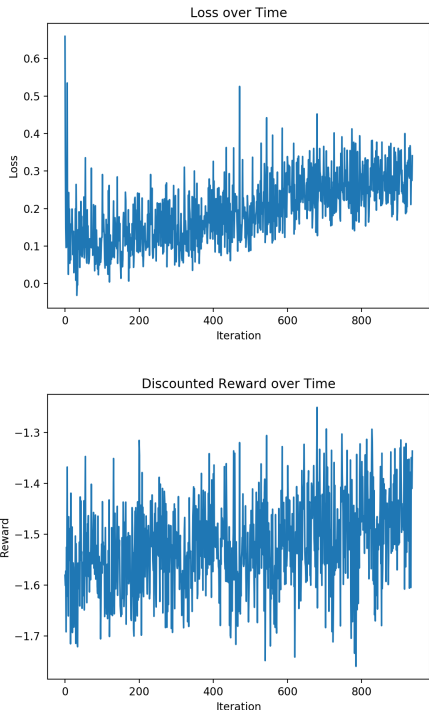 Loss over Time
0.6
0.5
0.4
0.3
0.2
0.1
0.0
Loss
0 200 400 600 800
Iteration
Discounted Reward over Time
−1.3
−1.4
−1.5
−1.6
−1.7
Reward
0 200 400 600 800
Iteration